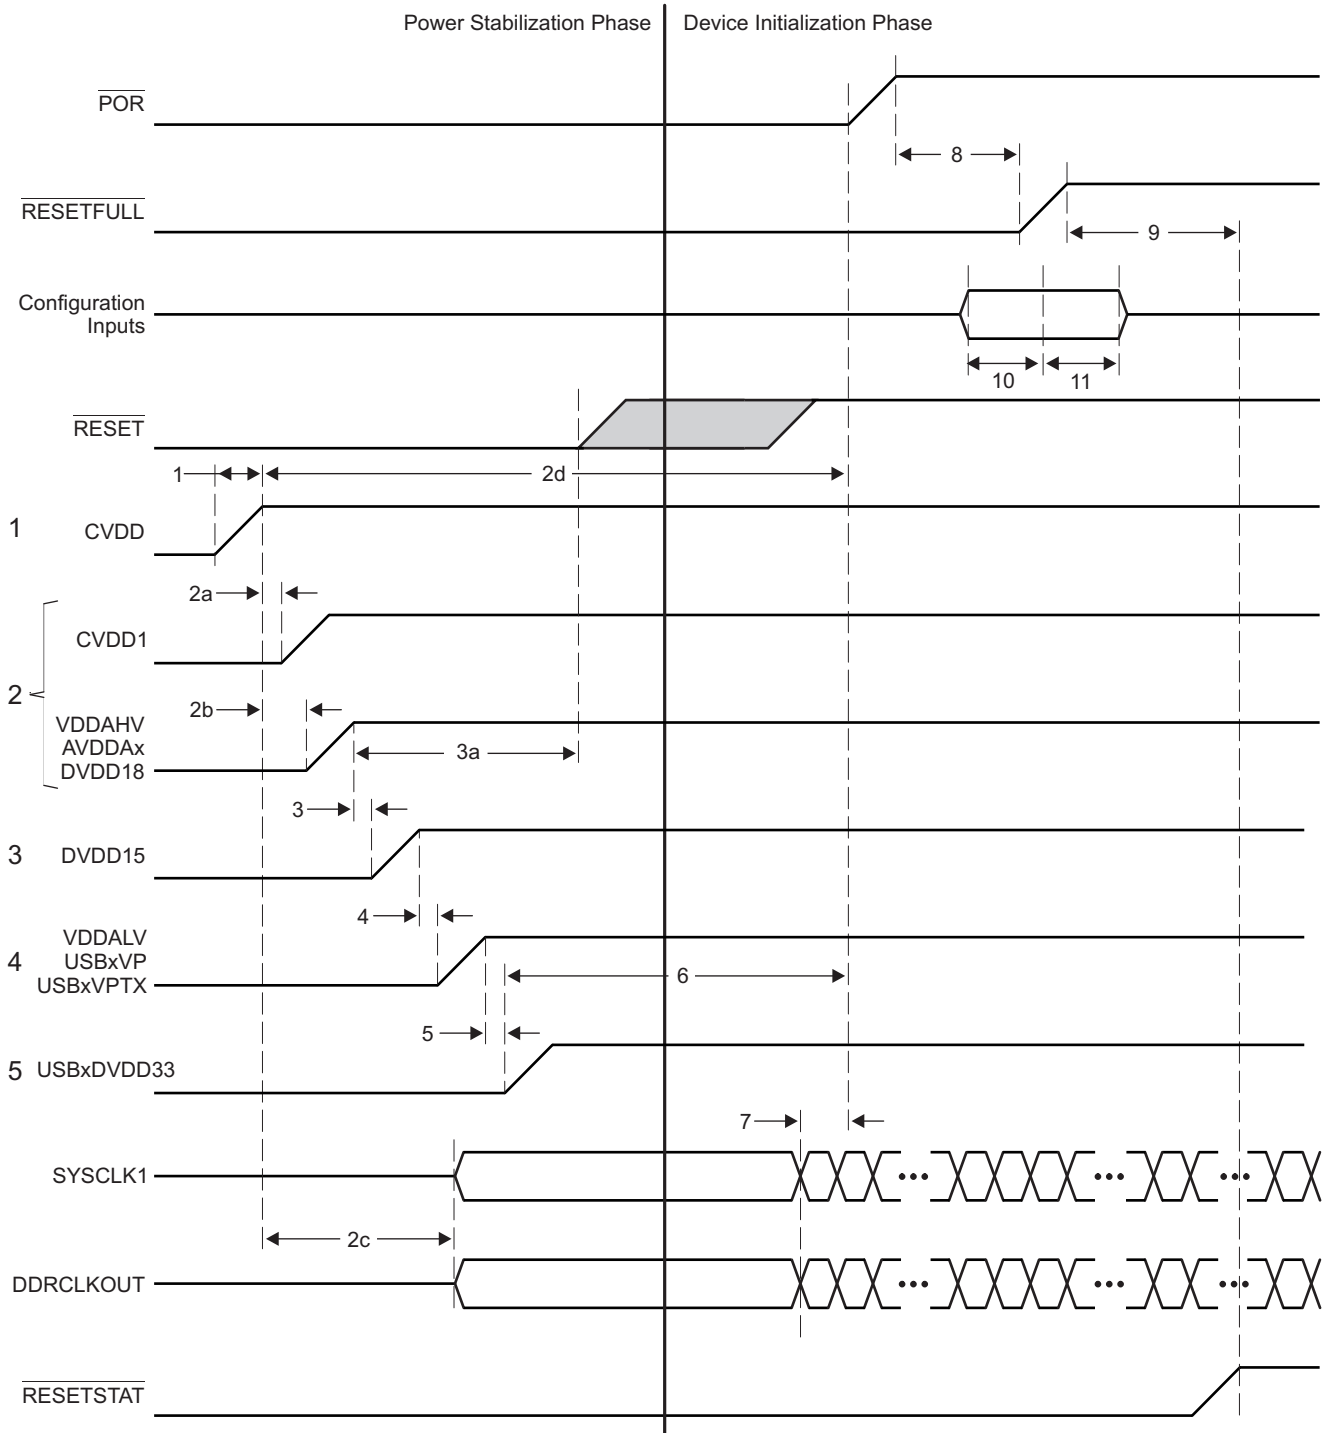 Power Stabilization Phase
Device Initialization Phase
POR
8
RESETFULL
9
Configuration
Inputs
10
11
RESET
1
2d
1
CVDD
2a
CVDD1
2
2b
VDDAHV
AVDDAx
DVDD18
3a
3
3
DVDD15
4
4
VDDALV
USBxVP
USBxVPTX
6
5
5
USBxDVDD33
7
SYSCLK1
2c
DDRCLKOUT
RESETSTAT